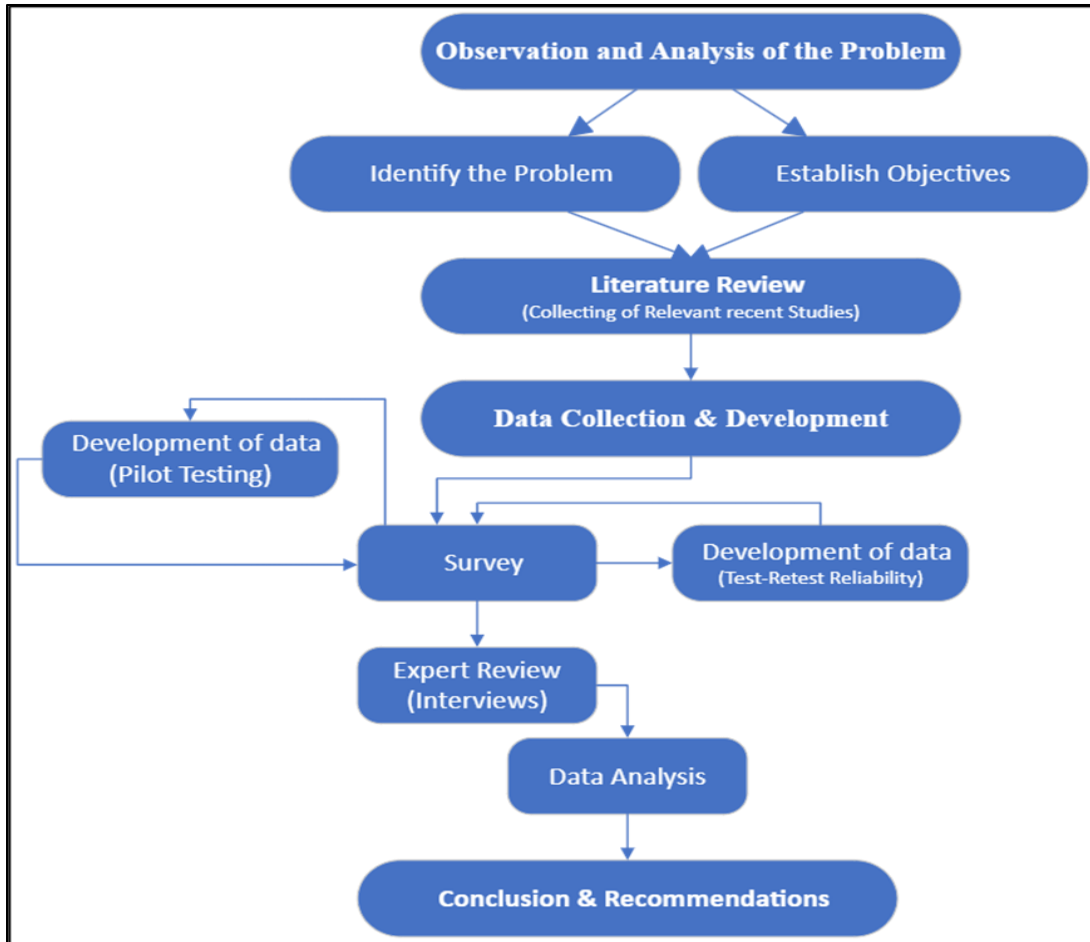 Observation and Analysis of the Problem
Identify the Problem
Establish Objectives
Literature Review
(Collecting of Relevant recent Studies)
Data Collection & Development
Development of data
(Pilot Testing)
Survey
Development of data
(Test-Retest Reliability)
Expert Review
(Interviews)
Data Analysis
Conclusion & Recommendations